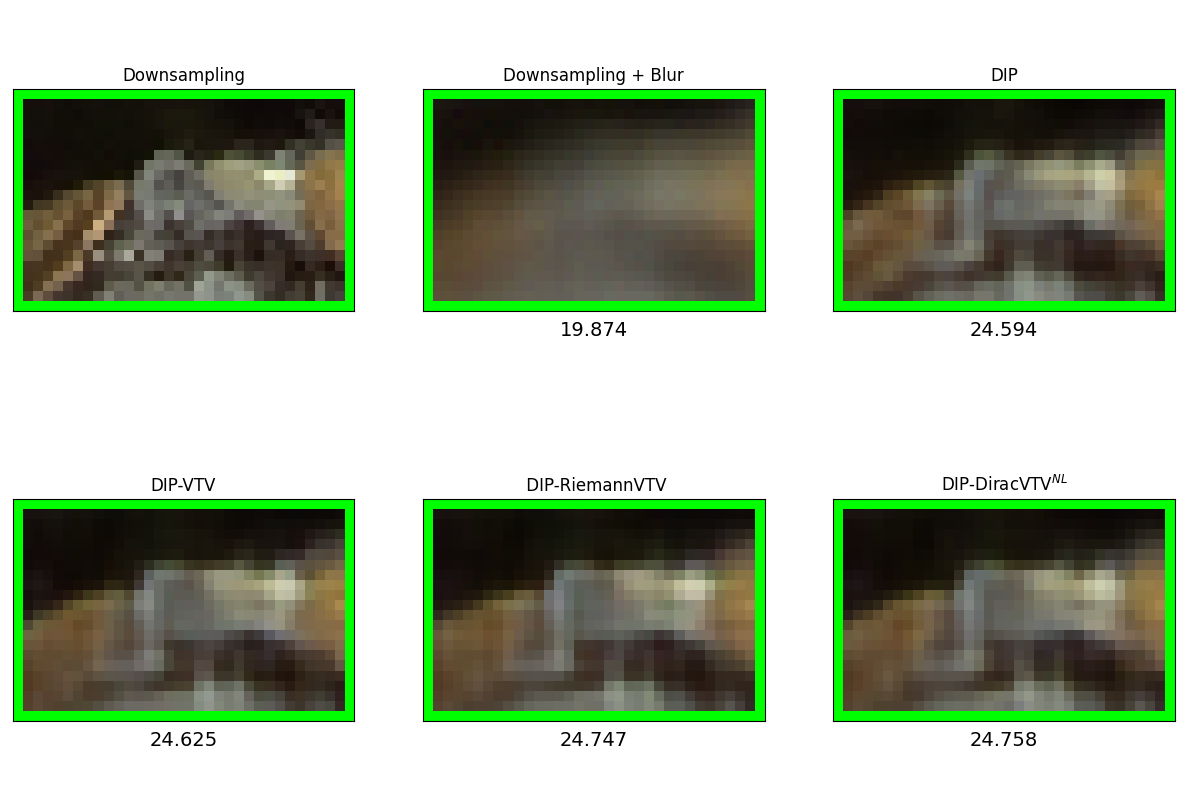 Downsampling
Downsampling + Blur
DIP
19.874
24.594
DIP-VTV
DIP-RiemannVTV
DIP-DiracVTV^{NL}
24.625
24.747
24.758